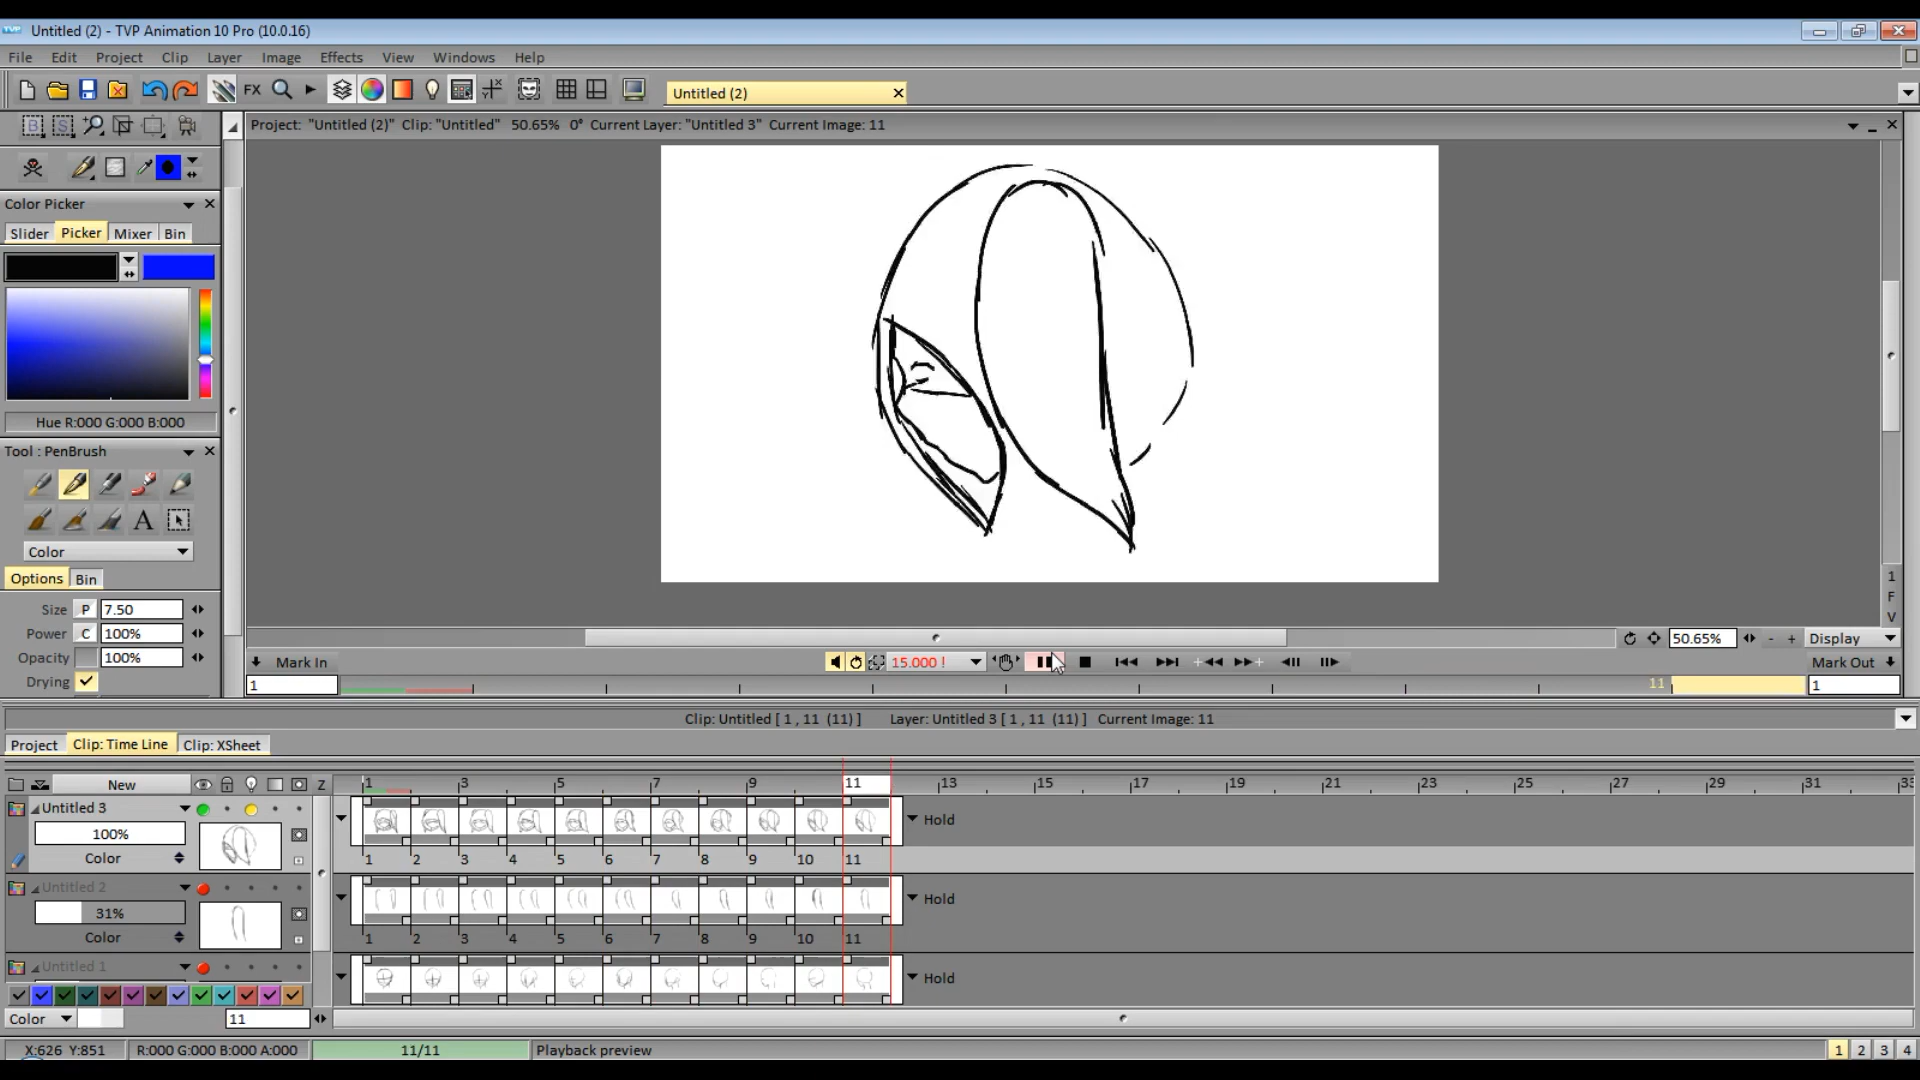 Untitled (2) - TVP Animation 10 Pro (10.0.16)
File Edit Project Clip Layer Image Effects View Windows Help
FX
Untitled (2)
Project: "Untitled (2)" Clip: "Untitled" 50.65% 0° Current Layer: "Untitled 3" Current Image: 11
B S
Color Picker
Slider Picker Mixer Bin
Hue R:000 G:000 B:000
Tool : PenBrush
A
Color
Options Bin
Size P 7.50
Power C 100%
Opacity 100%
Drying
1
F
V
50.65% - + Display
Mark In 15.000 ! Mark Out
1 11 1
Clip: Untitled [ 1 , 11 (11) ] Layer: Untitled 3 [ 1 , 11 (11) ] Current Image: 11
Project Clip: Time Line Clip: XSheet
New Z 1 3 5 7 9 11 13 15 17 19 21 23 25 27 29 31 33
Untitled 3
100% Hold
Color 1 2 3 4 5 6 7 8 9 10 11
Untitled 2
31% Hold
Color 1 2 3 4 5 6 7 8 9 10 11
Untitled 1 Hold
Color 11
X:626 Y:851 R:000 G:000 B:000 A:000 11/11 Playback preview 1 2 3 4